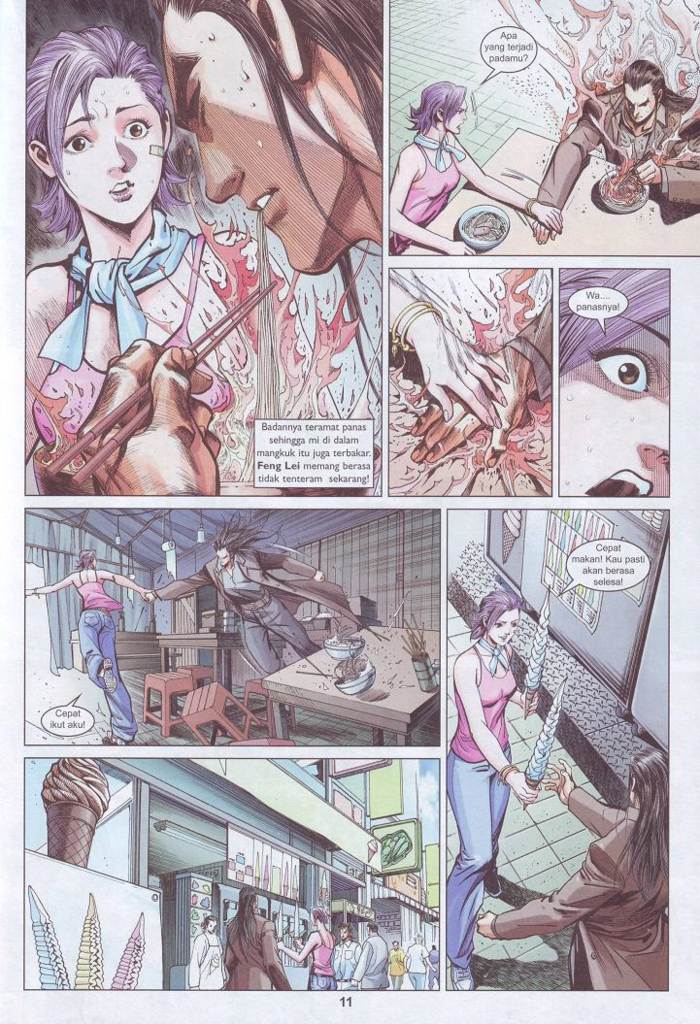 Badannya teramat panas
sehingga mi di dalam
mangkuk itu juga terbakar.
Feng Lei memang berasa
tidak tenteram sekarang!
Apa
yang terjadi
padamu?
Wa....
panasnya!
Cepat
ikut aku!
Cepat
makan! Kau pasti
akan berasa
selesa!
11